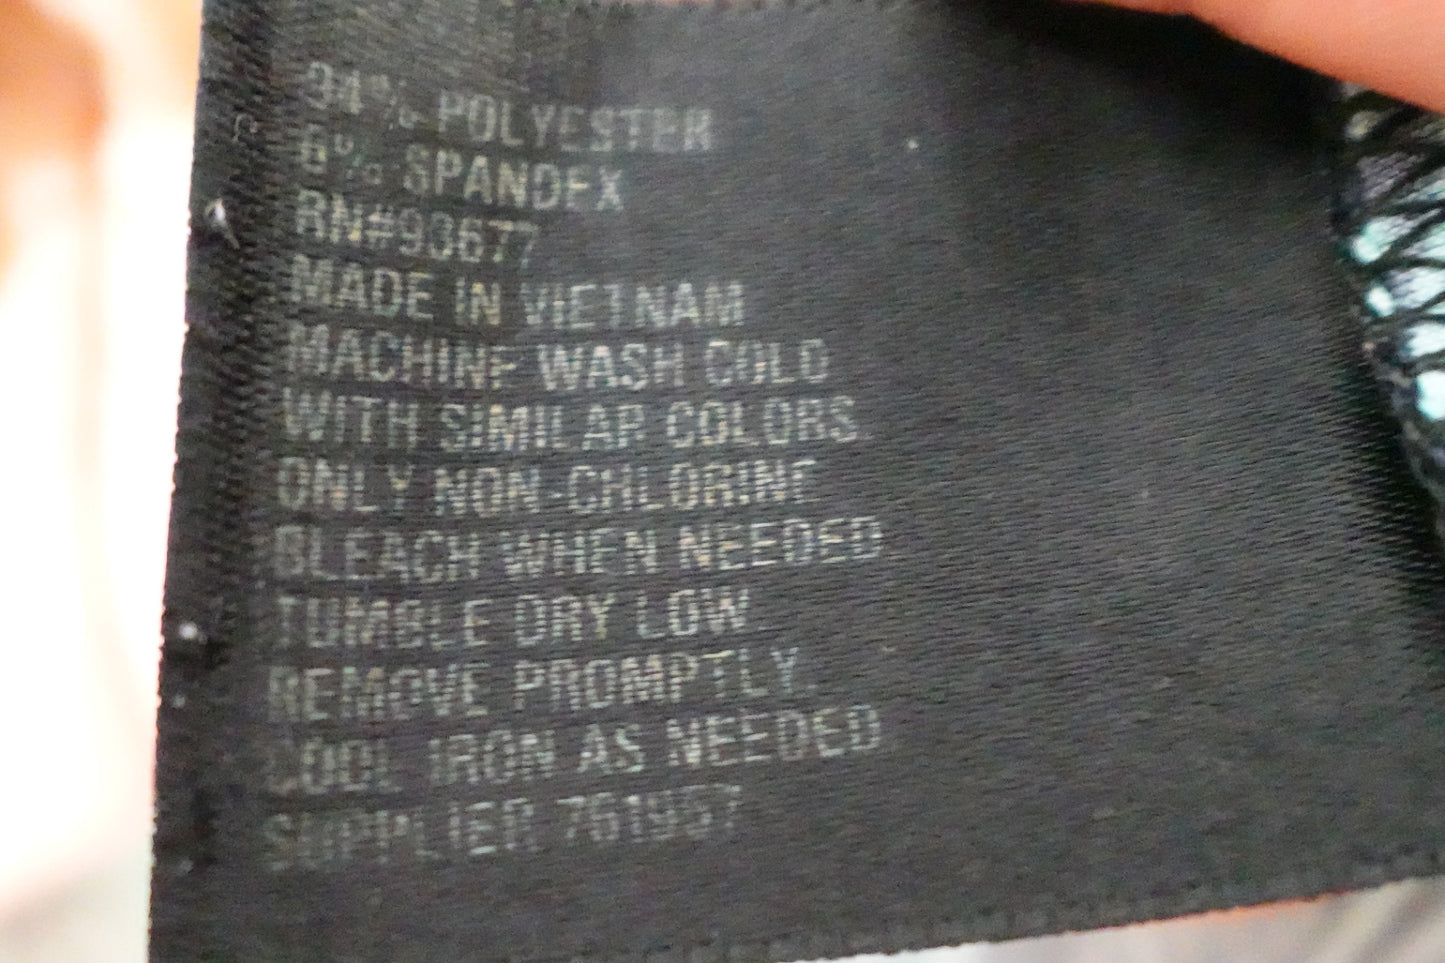 94% POLYESTER
6% SPANDEX
RN#93677
MADE IN VIETNAM
MACHINE WASH COLD
WITH SIMILAR COLORS.
ONLY NON-CHLORINE
BLEACH WHEN NEEDED
TUMBLE DRY LOW
REMOVE PROMPTLY.
COOL IRON AS NEEDED
SUPPLIER